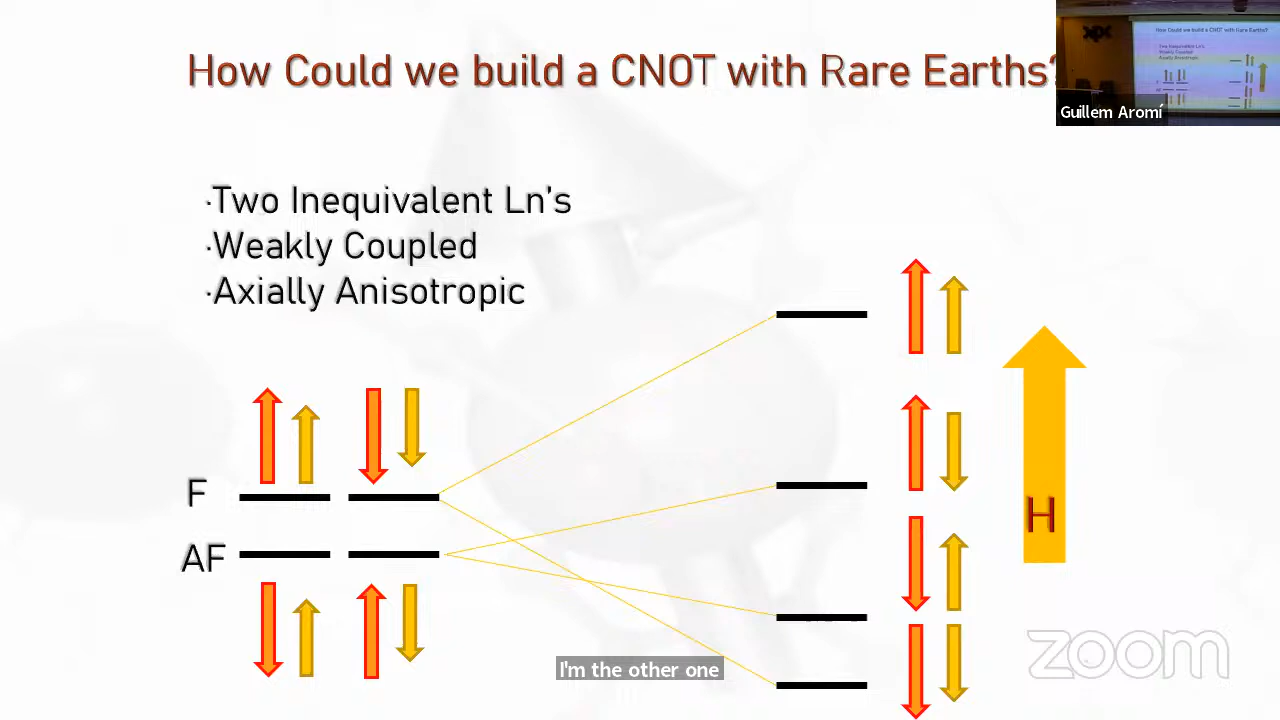 How Could we build a CNOT with Rare Earths?
Guillem Aromí
·Two Inequivalent Ln's
·Weakly Coupled
·Axially Anisotropic
F
AF
H
I'm the other one
zoom